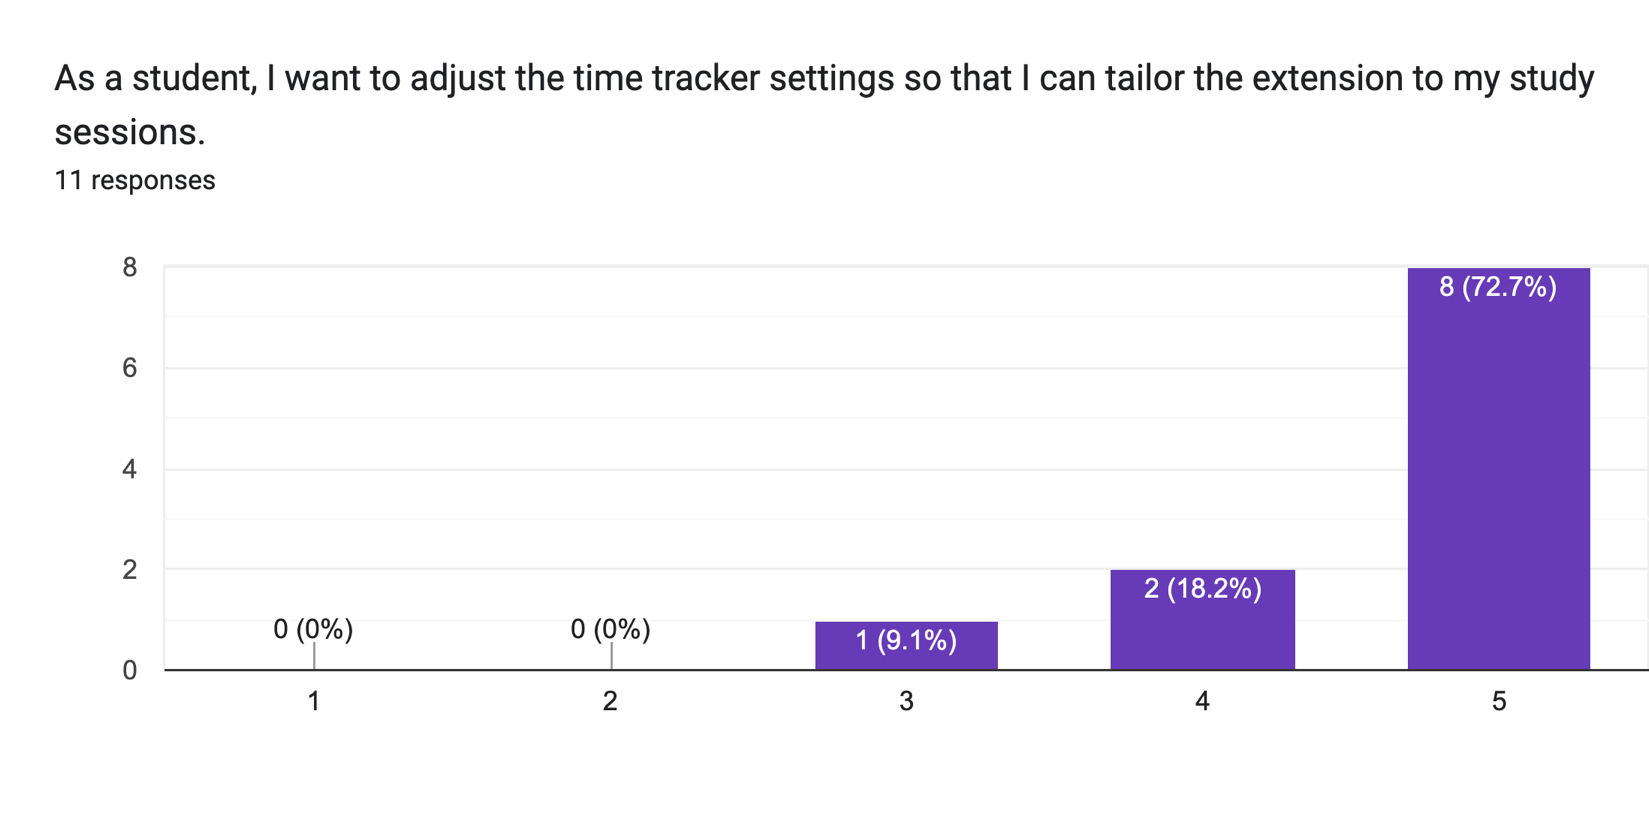 As a student, I want to adjust the time tracker settings so that I can tailor the extension to my study
sessions.
11 responses
8
8 (72.7%)
6
4
2
2 (18.2%)
0 (0%) 0 (0%) 1 (9.1%)
0
1 2 3 4 5